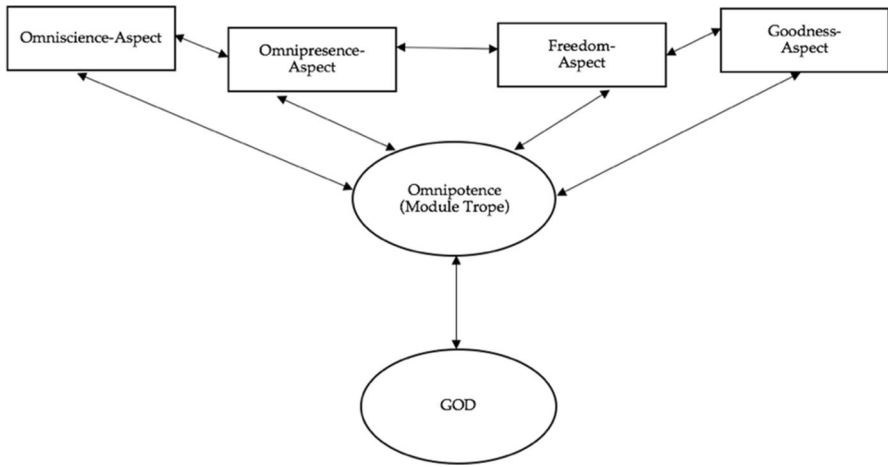 Omniscience-Aspect
Omnipresence-
Aspect
Freedom-
Aspect
Goodness-
Aspect
Omnipotence
(Module Trope)
GOD